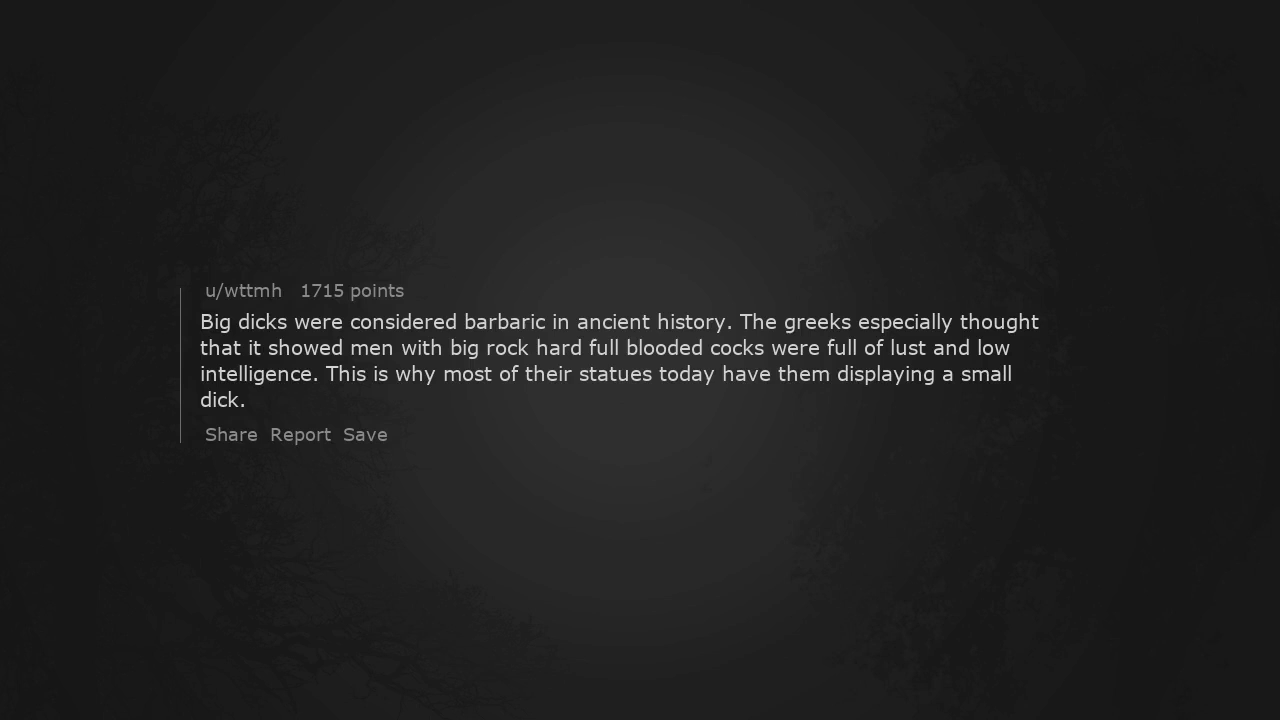 u/wttmh 1715 points
Big dicks were considered barbaric in ancient history. The greeks especially thought
that it showed men with big rock hard full blooded cocks were full of lust and low
intelligence. This is why most of their statues today have them displaying a small
dick.
Share Report Save